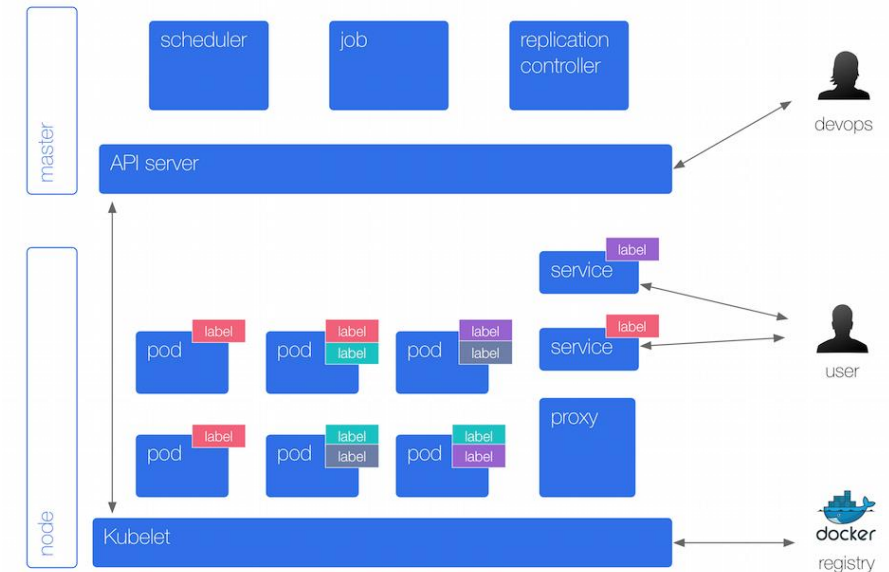 scheduler
job
replication
controller
devops
master
API server
label
service
label
service
user
label
pod
label
label
pod
label
label
pod
proxy
label
pod
label
label
pod
label
label
pod
node
Kubelet
docker
registry